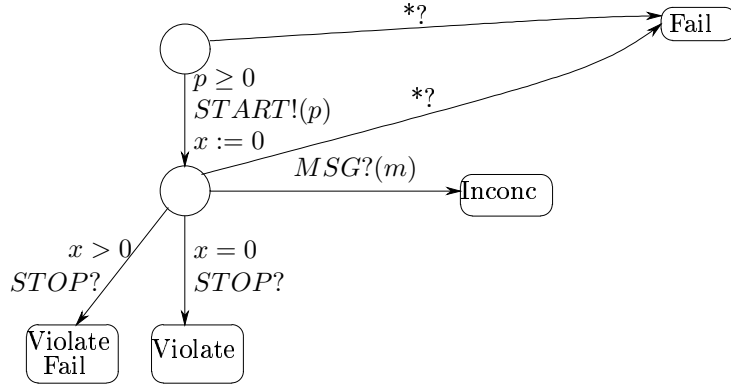 *?
Fail
p ≥ 0
START!(p)
x := 0
*?
MSG?(m)
Inconc
x > 0
STOP?
x = 0
STOP?
Violate
Fail
Violate